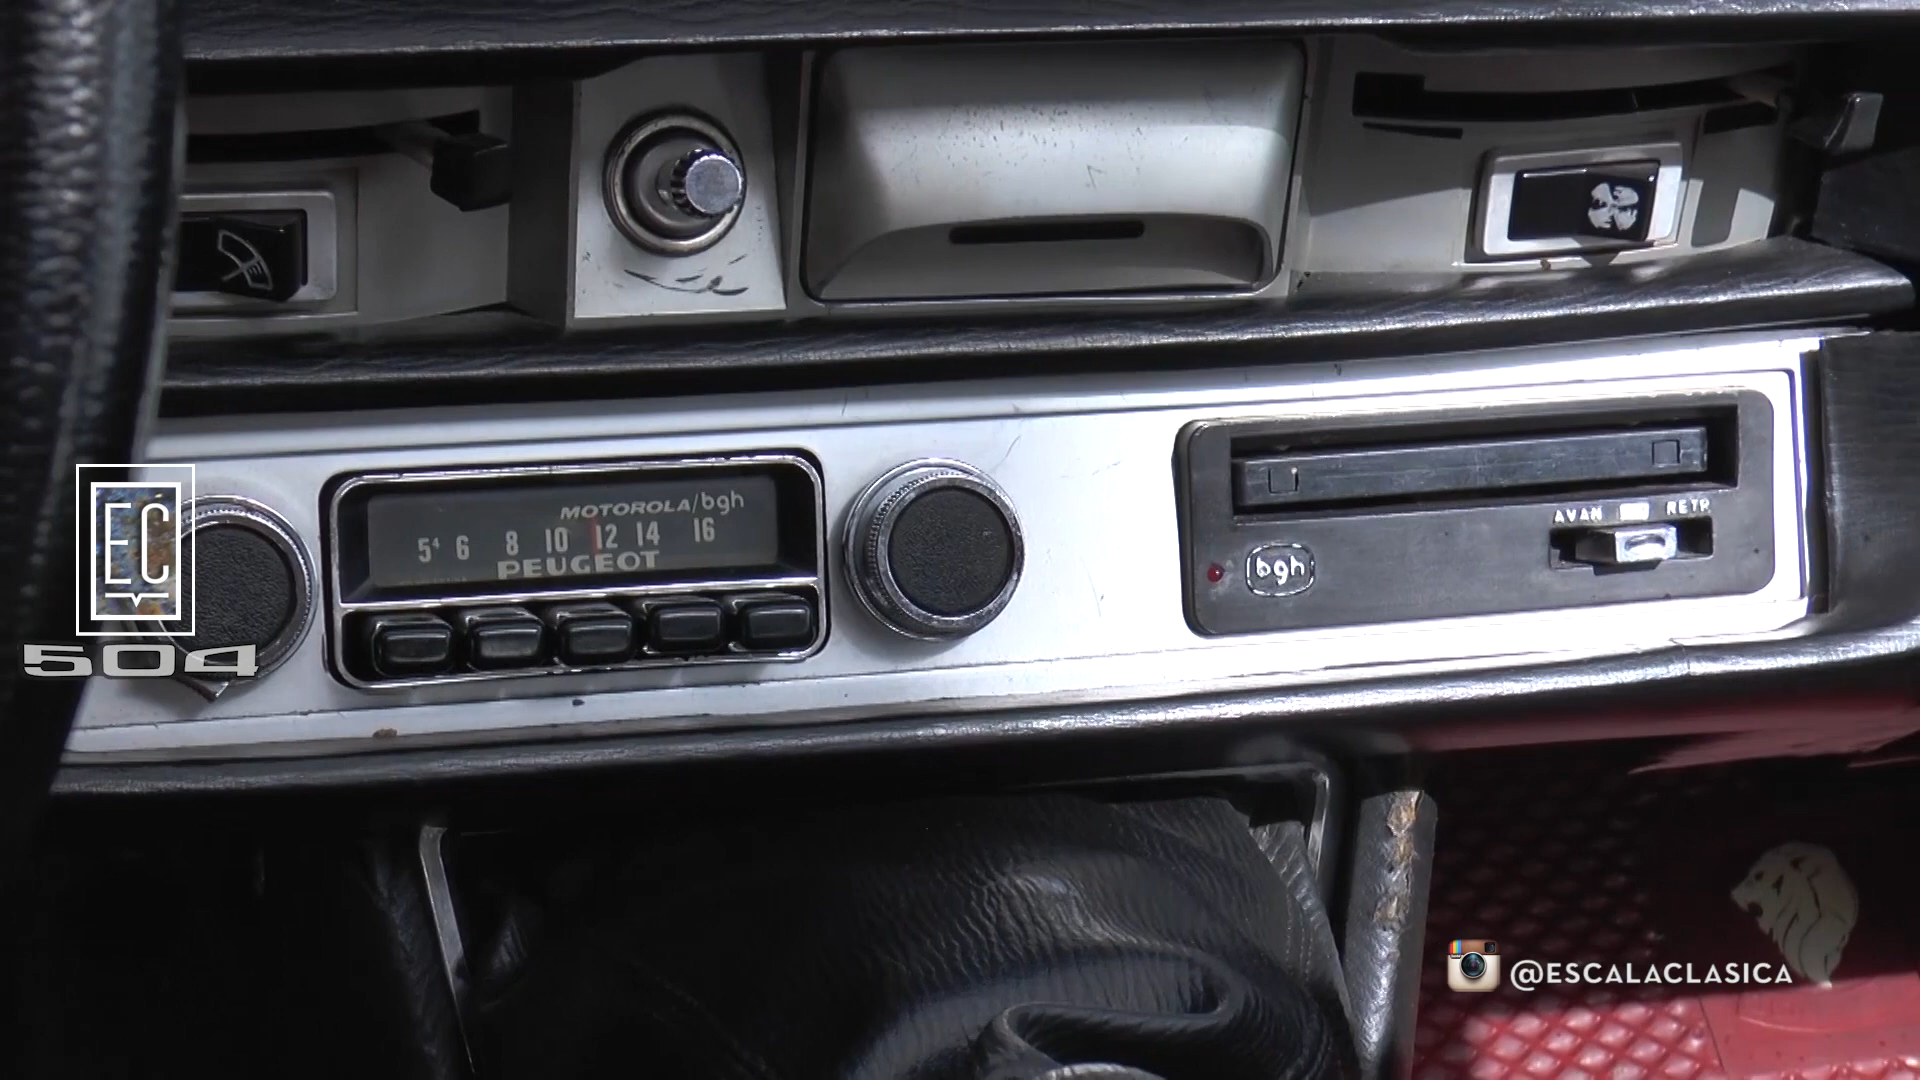 MOTOROLA/bgh
5⁴ 6 8 10 12 14 16
PEUGEOT
AVAN RETR
bgh
EC
504
@ESCALACLASICA